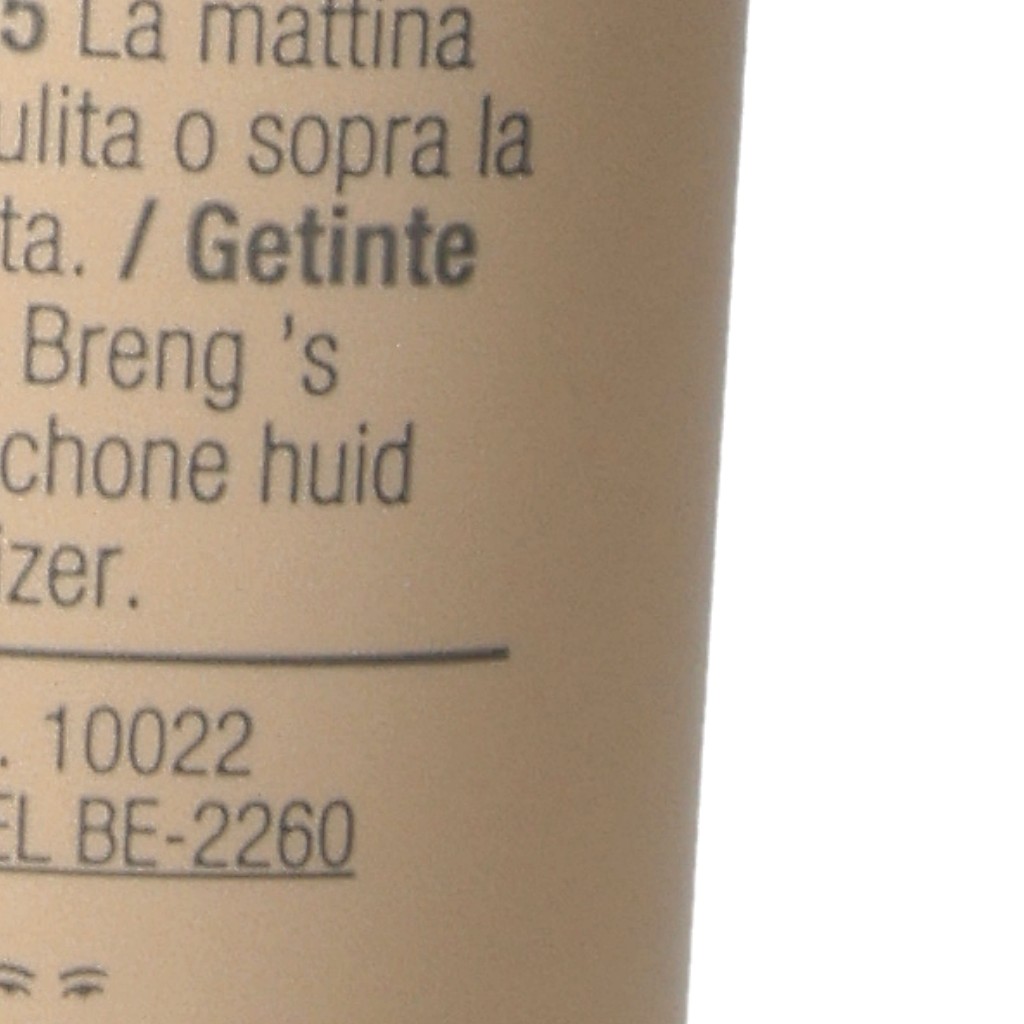 5 La mattina
ulita o sopra la
ta. / Getinte
Breng ’s
chone huid
izer.
. 10022
EL BE-2260